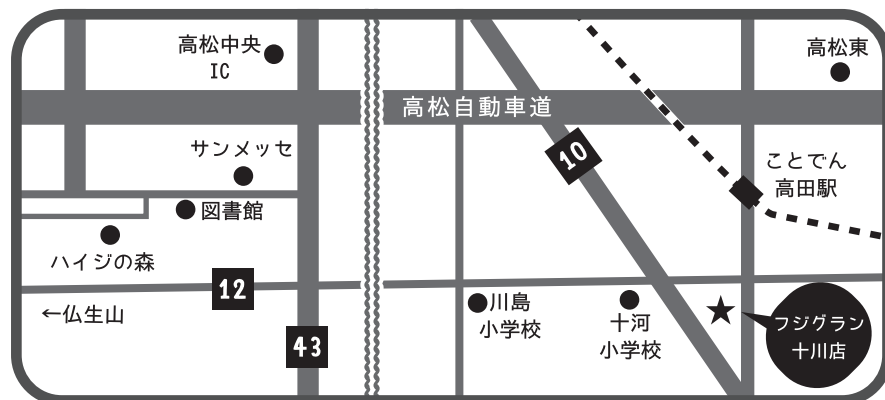 高松中央
IC
高松東
高松自動車道
サンメッセ
10
ことでん
高田駅
図書館
ハイジの森
12
川島
小学校
十河
小学校
←仏生山
フジグラン
十川店
43